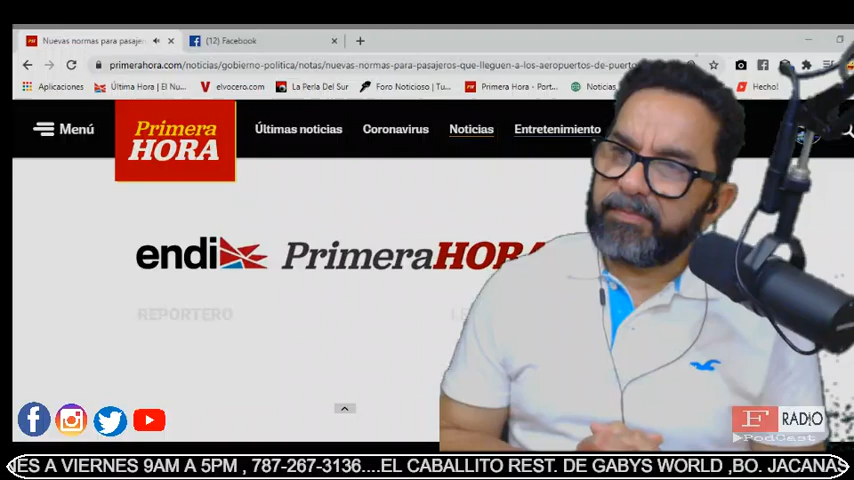 Nuevas normas para pasaje
(12) Facebook
primerahora.com/noticias/gobierno-politica/notas/nuevas-normas-para-pasajeros-que-lleguen-a-los-aeropuertos-de-puerto
Aplicaciones
Última Hora | El Nu...
elvocero.com
La Perla Del Sur
Foro Noticioso | Tu...
Primera Hora - Port...
Noticias
Hecho!
Menú
Primera
HORA
Últimas noticias
Coronavirus
Noticias
Entretenimiento
endi
PrimeraHORA
REPORTERO
F RADIO
PodCast
NES A VIERNES 9AM A 5PM , 787-267-3136....EL CABALLITO REST. DE GABYS WORLD ,BO. JACANAS